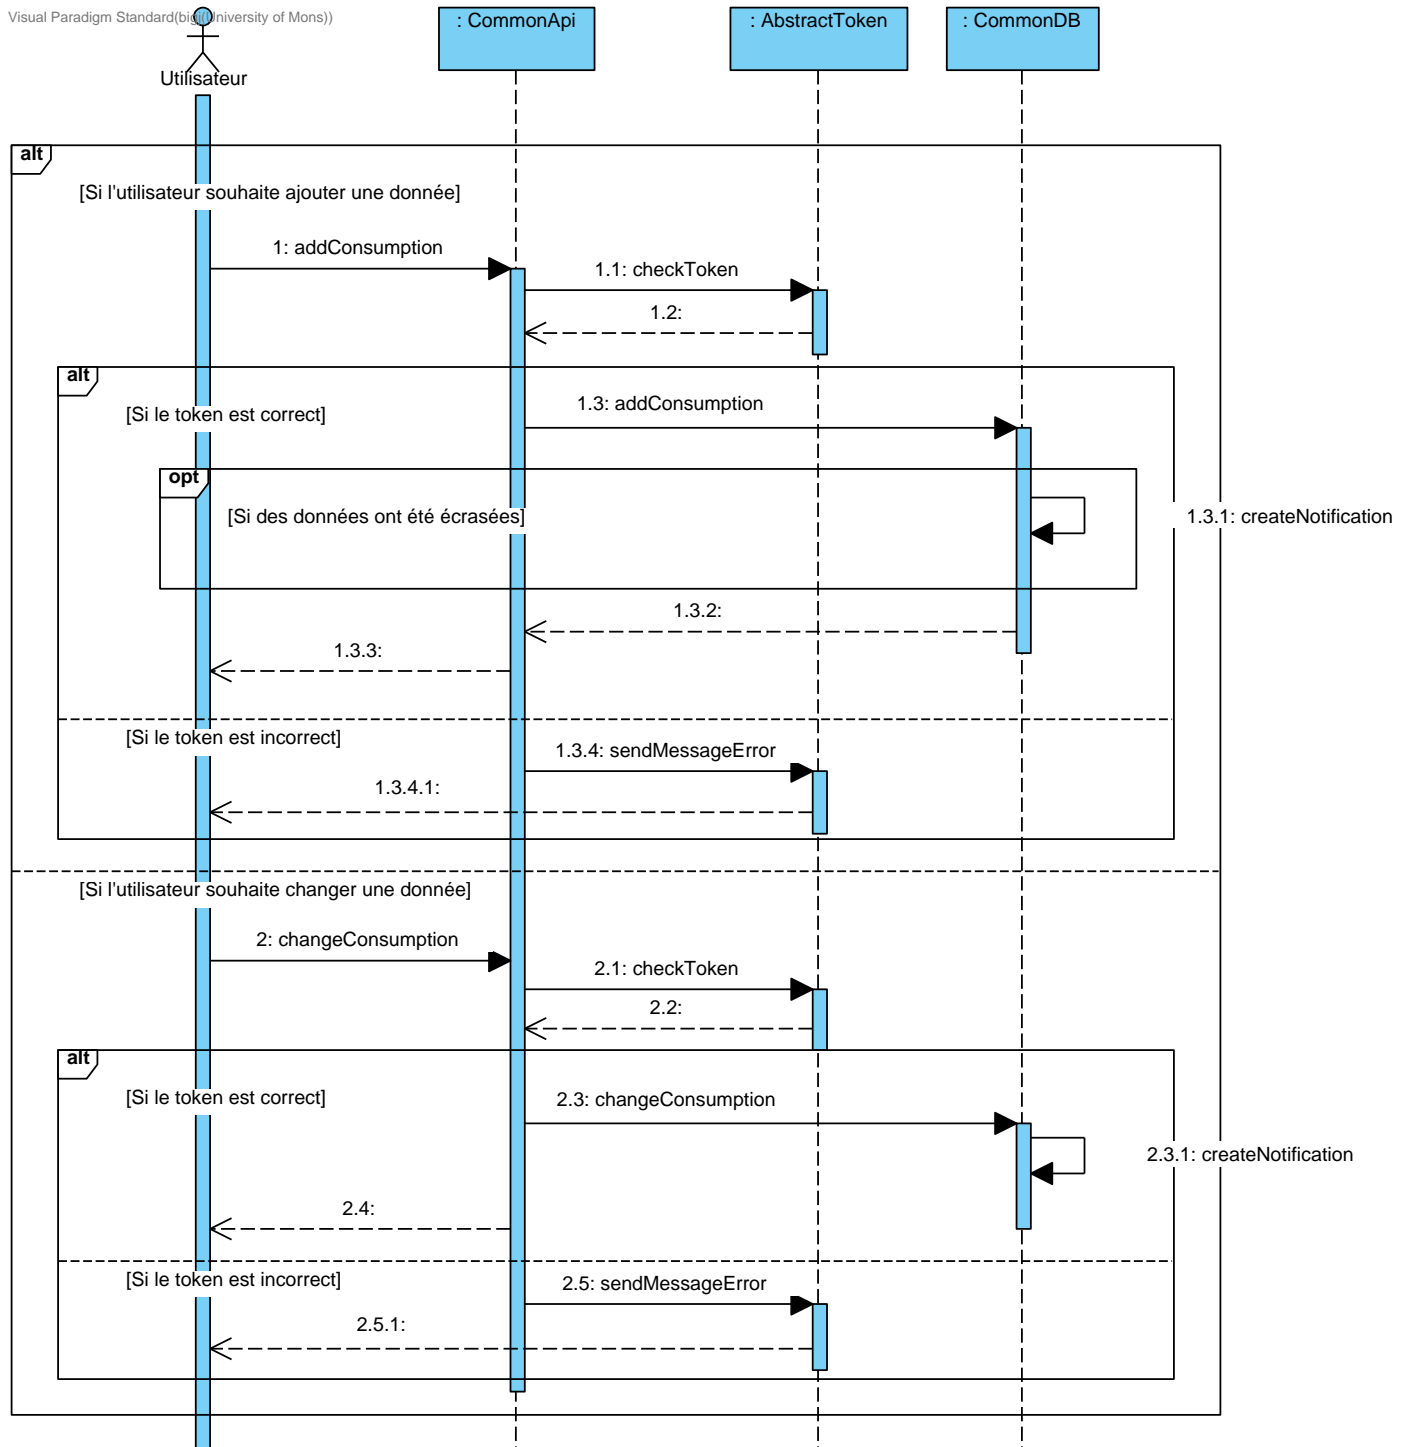 Visual Paradigm Standard(bigj(University of Mons))
Utilisateur
: CommonApi
: AbstractToken
: CommonDB
alt
[Si l'utilisateur souhaite ajouter une donnée]
1: addConsumption
1.1: checkToken
1.2:
alt
[Si le token est correct]
1.3: addConsumption
opt
[Si des données ont été écrasées]
1.3.1: createNotification
1.3.2:
1.3.3:
[Si le token est incorrect]
1.3.4: sendMessageError
1.3.4.1:
[Si l'utilisateur souhaite changer une donnée]
2: changeConsumption
2.1: checkToken
2.2:
alt
[Si le token est correct]
2.3: changeConsumption
2.3.1: createNotification
2.4:
[Si le token est incorrect]
2.5: sendMessageError
2.5.1: